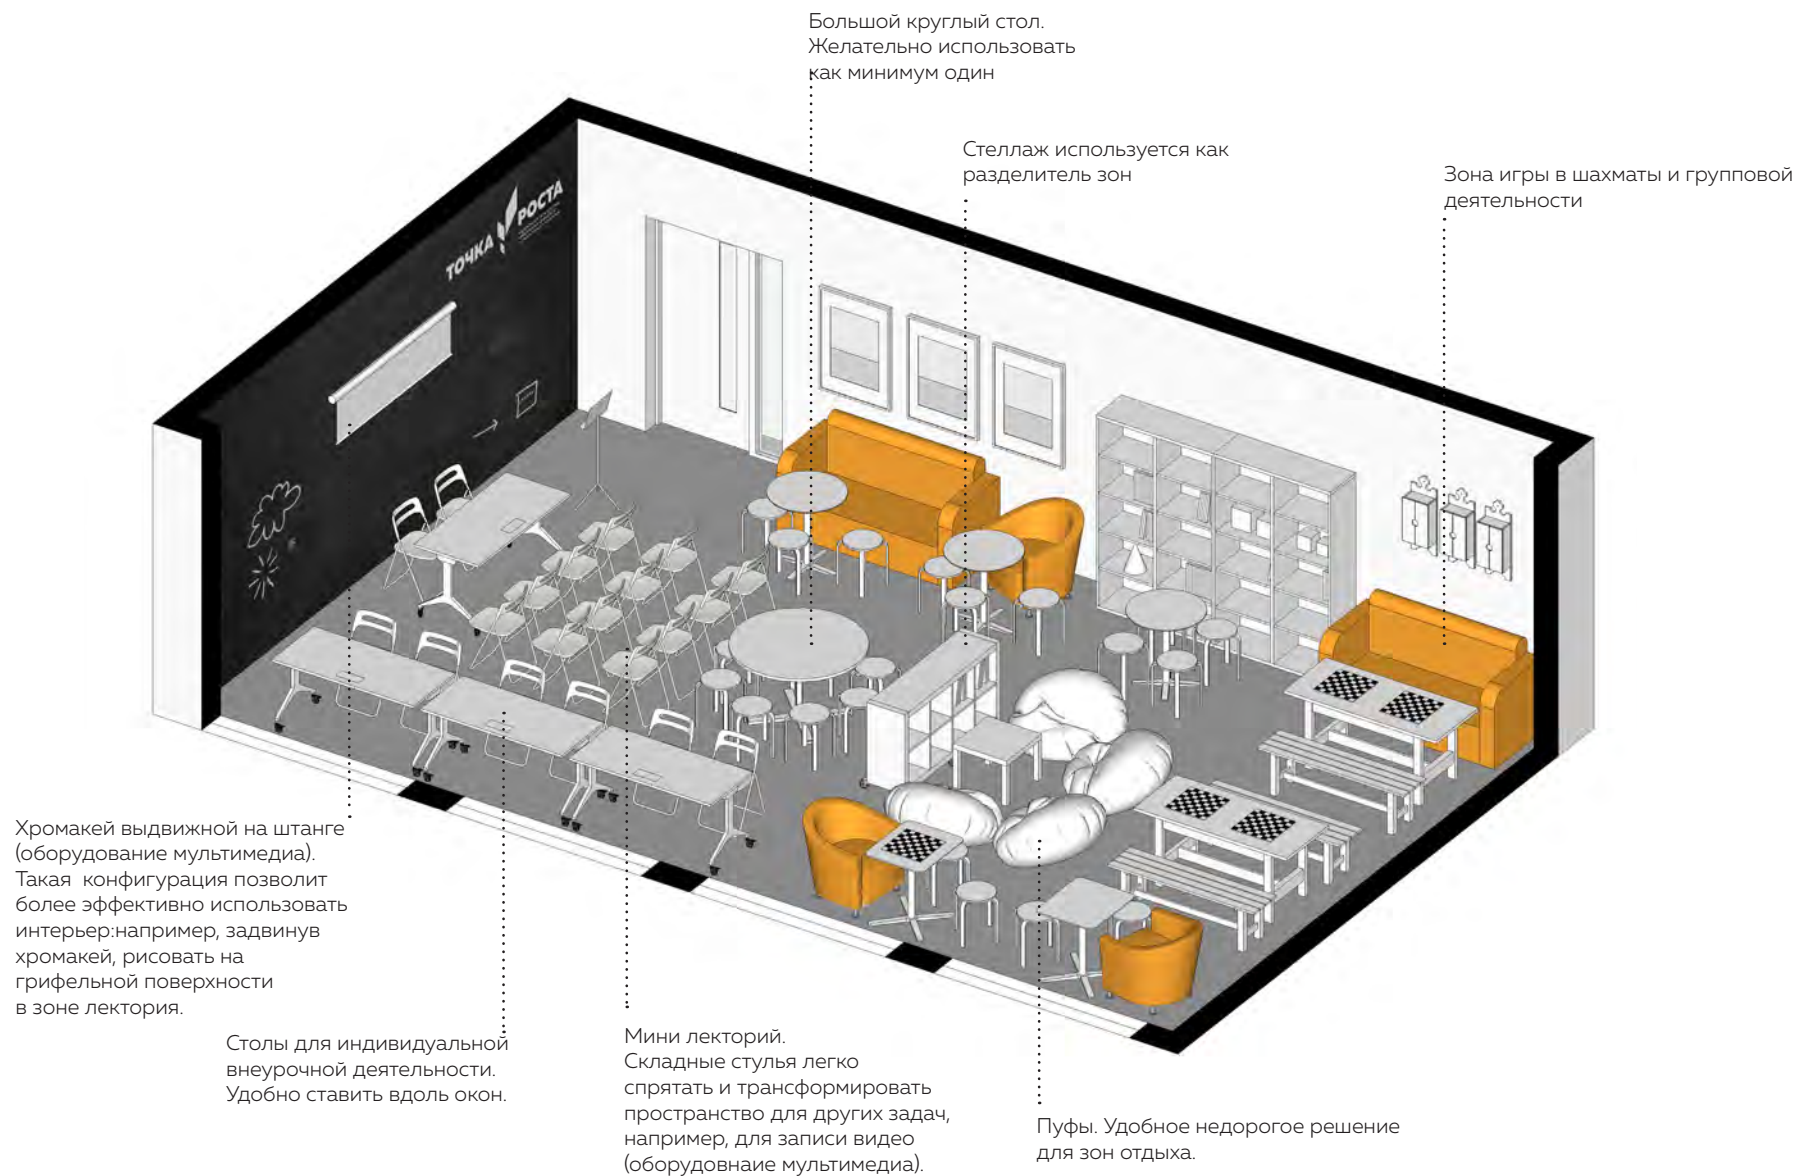 Большой круглый стол.
Желательно использовать
как минимум один
Стеллаж используется как
разделитель зон
Зона игры в шахматы и групповой
деятельности
ТОЧКА РОСТА
Хромакей выдвижной на штанге
(оборудование мультимедиа).
Такая конфигурация позволит
более эффективно использовать
интерьер:например, задвинув
хромакей, рисовать на
грифельной поверхности
в зоне лектория.
Столы для индивидуальной
внеурочной деятельности.
Удобно ставить вдоль окон.
Мини лекторий.
Складные стулья легко
спрятать и трансформировать
пространство для других задач,
например, для записи видео
(оборудовнаие мультимедиа).
Пуфы. Удобное недорогое решение
для зон отдыха.